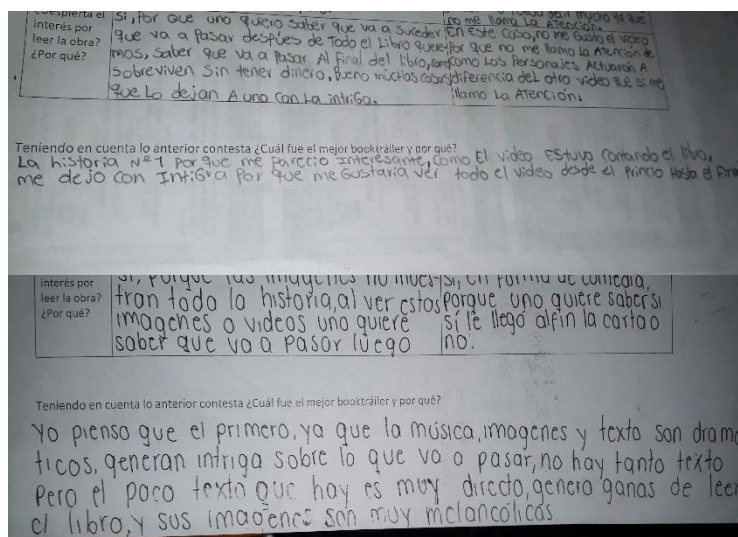 interés por
leer la obra?
¿Por qué?
si, Por que uno quiero saber que va a suceder
que va a Pasar despúes de Todo el Libro
mos, saber que va a Pasar Al final del libro,
sobreviven sin tener dinero, Bueno muchas cosas
que Lo dejan A uno con La intriga.
no me llamo La Atención.
En este Caso, no me Gusto el video
Por que no me llamo La Atención
como Los Personajes Actuaron A
diferencia del otro video que si me
llamo La Atención.
Teniendo en cuenta lo anterior contesta ¿Cuál fue el mejor booktráiler y por qué?
La historia Nº1 Por que me Parecio Interesante, como El video Estuvo Contando el libro,
me dejo con IntiGra Por que me Gustaria ver todo el video desde el Princio Hasta el
interés por
leer la obra?
¿Por qué?
si, Porque las imagenes no mues-
tran toda la historia, al ver estos
imagenes o videos uno quiere
saber que va a pasar luego
si, en forma de comedia,
porque uno quiere saber si
sí le llegó al fin la carta o
no.
Teniendo en cuenta lo anterior contesta ¿Cuál fue el mejor booktráiler y por qué?
Yo pienso que el primero, ya que la música, imagenes y texto son dramá
ticos, generan intriga sobre lo que va a pasar, no hay tanto texto
Pero el poco texto que hay es muy directo, genero ganas de leer
el libro, y sus imagenes son muy melancólicas